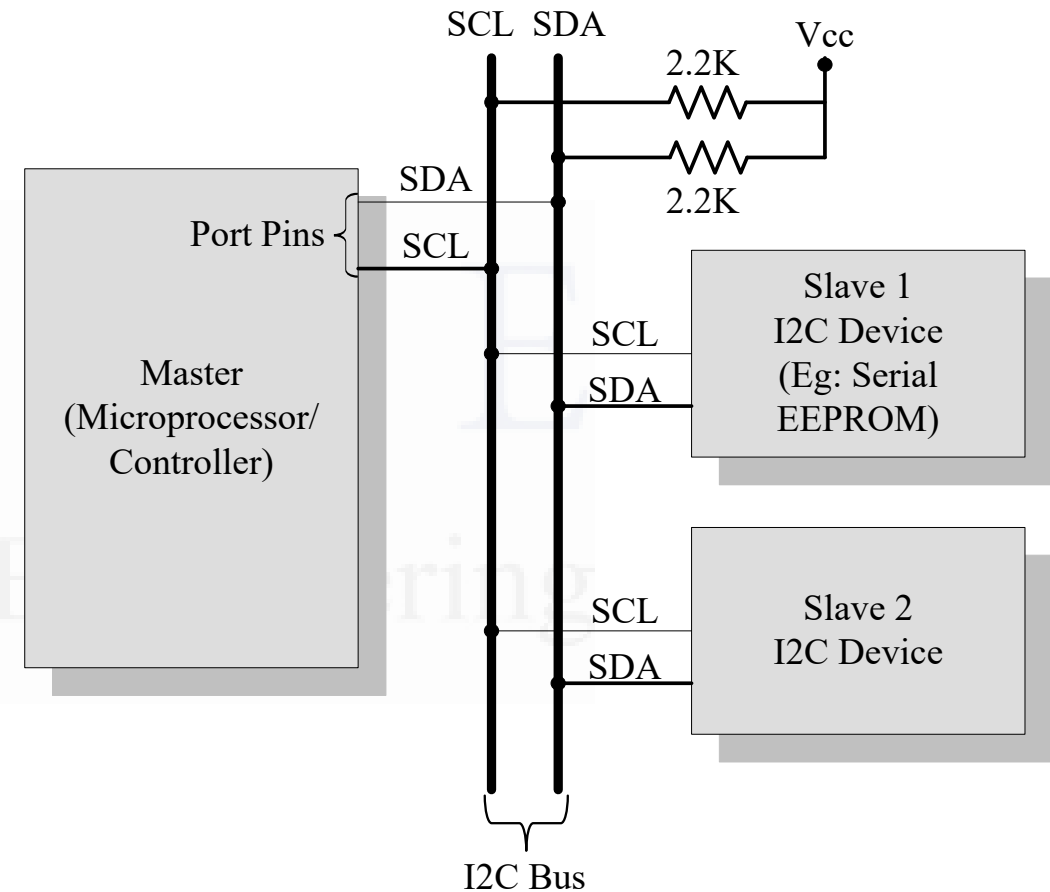 SCL SDA
Vcc
2.2K
2.2K
SDA
Port Pins
SCL
Master
(Microprocessor/
Controller)
SCL
SDA
Slave 1
I2C Device
(Eg: Serial
EEPROM)
SCL
SDA
Slave 2
I2C Device
I2C Bus